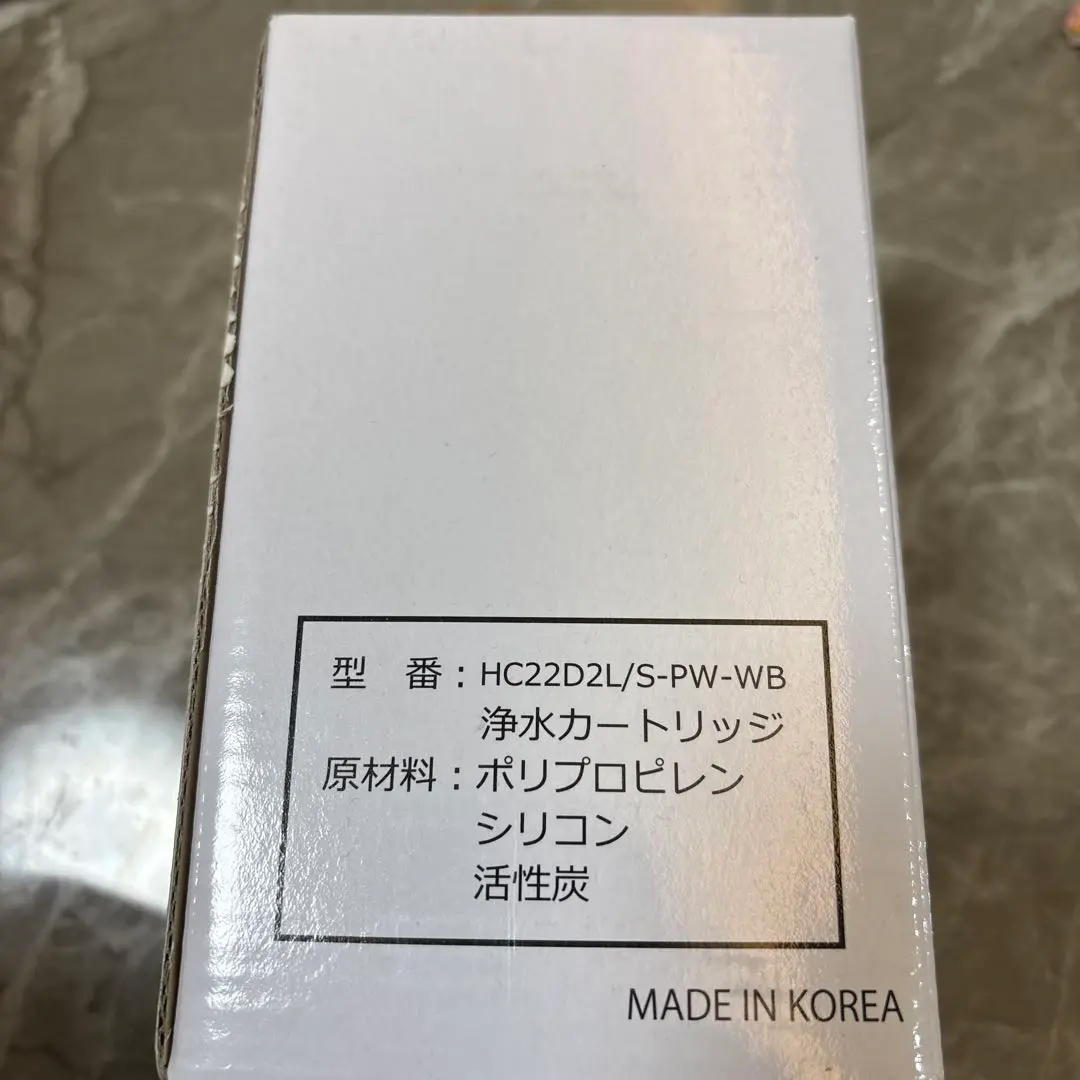 型　番：HC22D2L/S-PW-WB
浄水カートリッジ
原材料：ポリプロピレン
シリコン
活性炭
MADE IN KOREA